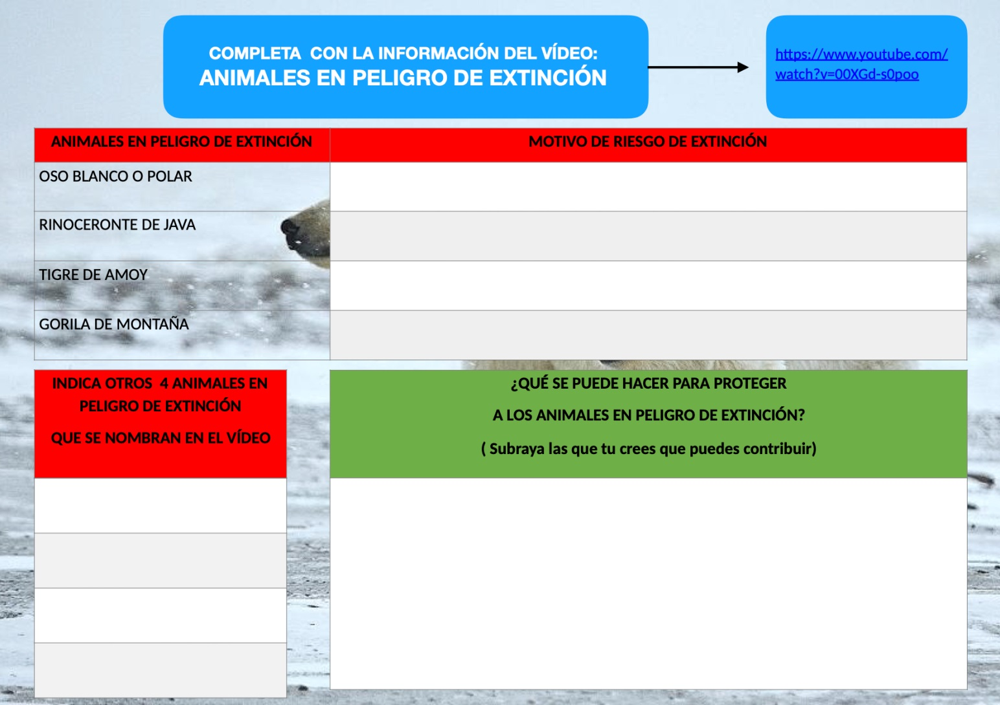 COMPLETA  CON LA INFORMACIÓN DEL VÍDEO:
ANIMALES EN PELIGRO DE EXTINCIÓN
https://www.youtube.com/
watch?v=00XGd-s0poo
ANIMALES EN PELIGRO DE EXTINCIÓN
MOTIVO DE RIESGO DE EXTINCIÓN
OSO BLANCO O POLAR
RINOCERONTE DE JAVA
TIGRE DE AMOY
GORILA DE MONTAÑA
INDICA OTROS  4 ANIMALES EN
PELIGRO DE EXTINCIÓN
QUE SE NOMBRAN EN EL VÍDEO
¿QUÉ SE PUEDE HACER PARA PROTEGER
A LOS ANIMALES EN PELIGRO DE EXTINCIÓN?
( Subraya las que tu crees que puedes contribuir)